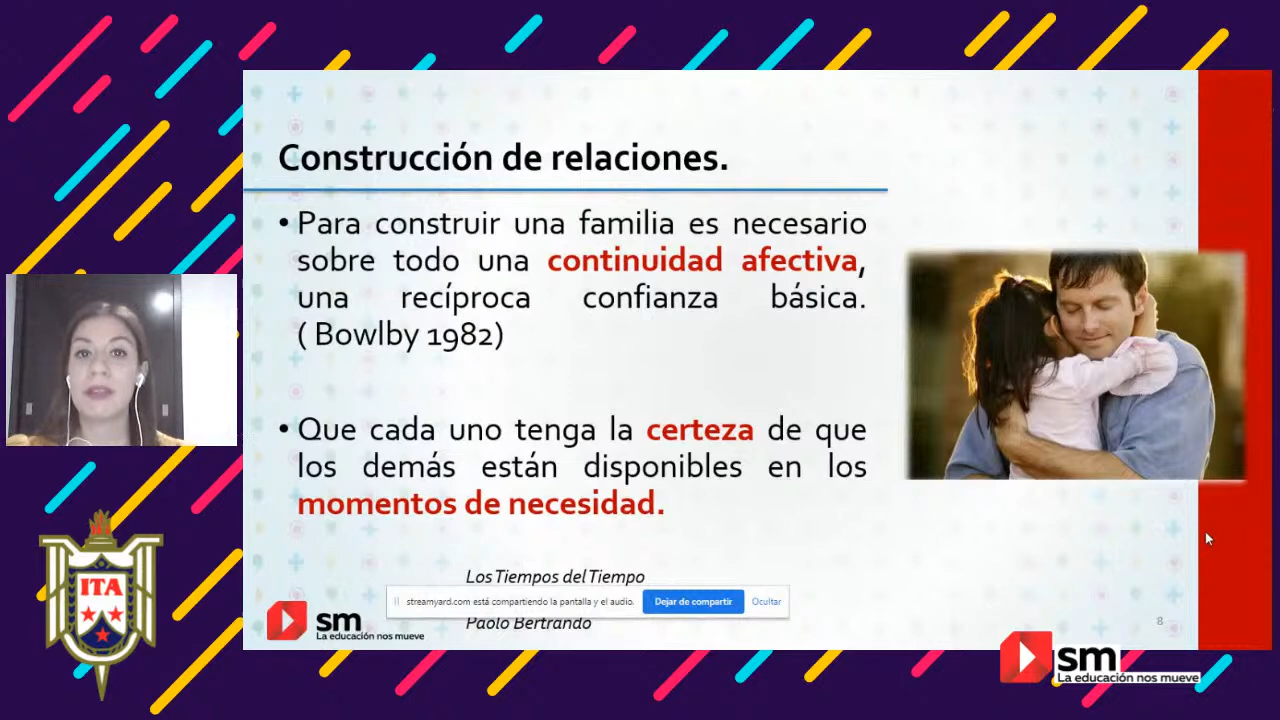 Construcción de relaciones.
• Para construir una familia es necesario
sobre todo una continuidad afectiva,
una recíproca confianza básica.
( Bowlby 1982)
• Que cada uno tenga la certeza de que
los demás están disponibles en los
momentos de necesidad.
Los Tiempos del Tiempo
streamyard.com está compartiendo la pantalla y el audio. Dejar de compartir Ocultar
Paolo Bertrando
sm
La educación nos mueve
8
ITA
sm
La educación nos mueve